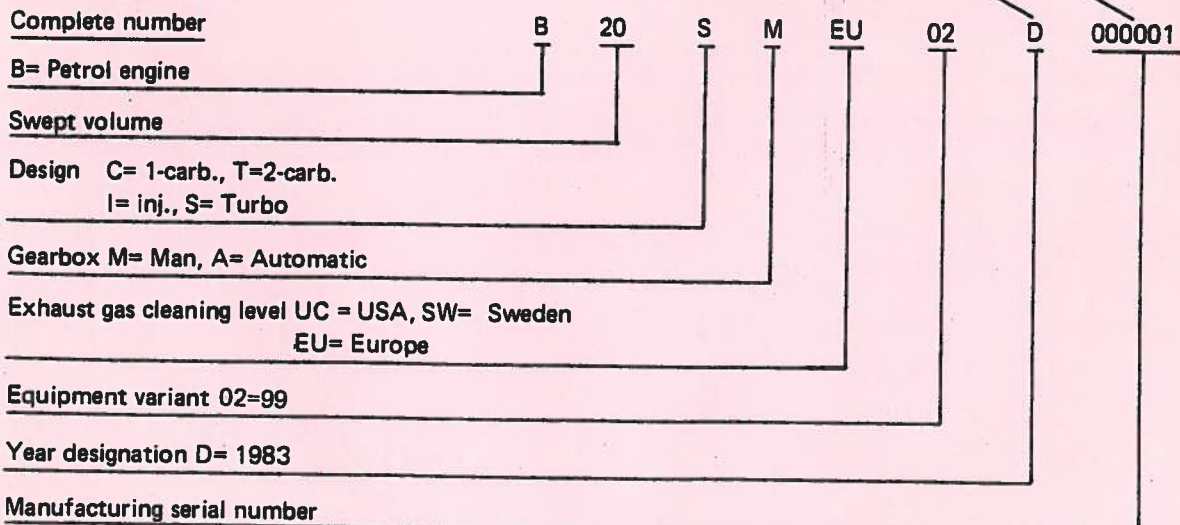 Complete number B 20 S M EU 02 D 000001
B= Petrol engine
Swept volume
Design C= 1-carb., T=2-carb.
I= inj., S= Turbo
Gearbox M= Man, A= Automatic
Exhaust gas cleaning level UC = USA, SW= Sweden
EU= Europe
Equipment variant 02=99
Year designation D= 1983
Manufacturing serial number